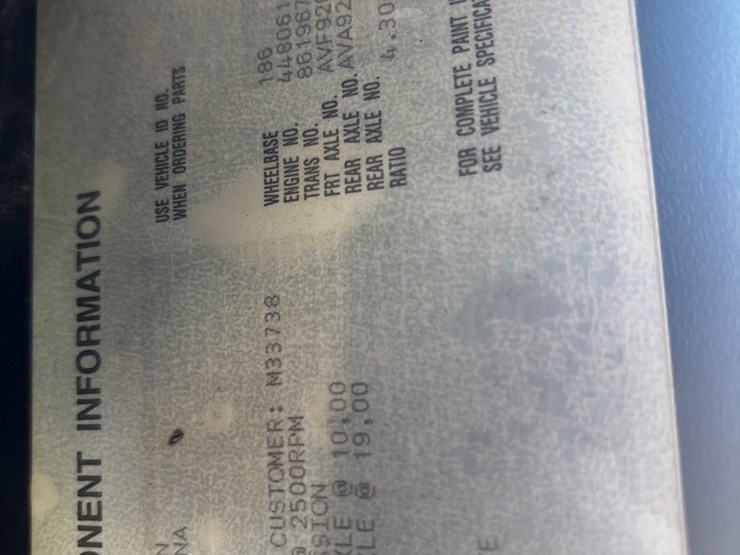 ONENT INFORMATION
USE VEHICLE ID NO.
WHEN ORDERING PARTS
N
NA
CUSTOMER: M33738
@ 2500RPM
SSION
XLE @ 10,00
LE @ 19,00
WHEELBASE 186
ENGINE NO. 448061
TRANS NO. 861967
FRT AXLE NO. AVF92
REAR AXLE NO. AVA92
REAR AXLE NO.
RATIO 4.30
FOR COMPLETE PAINT
SEE VEHICLE SPECIFICA
E